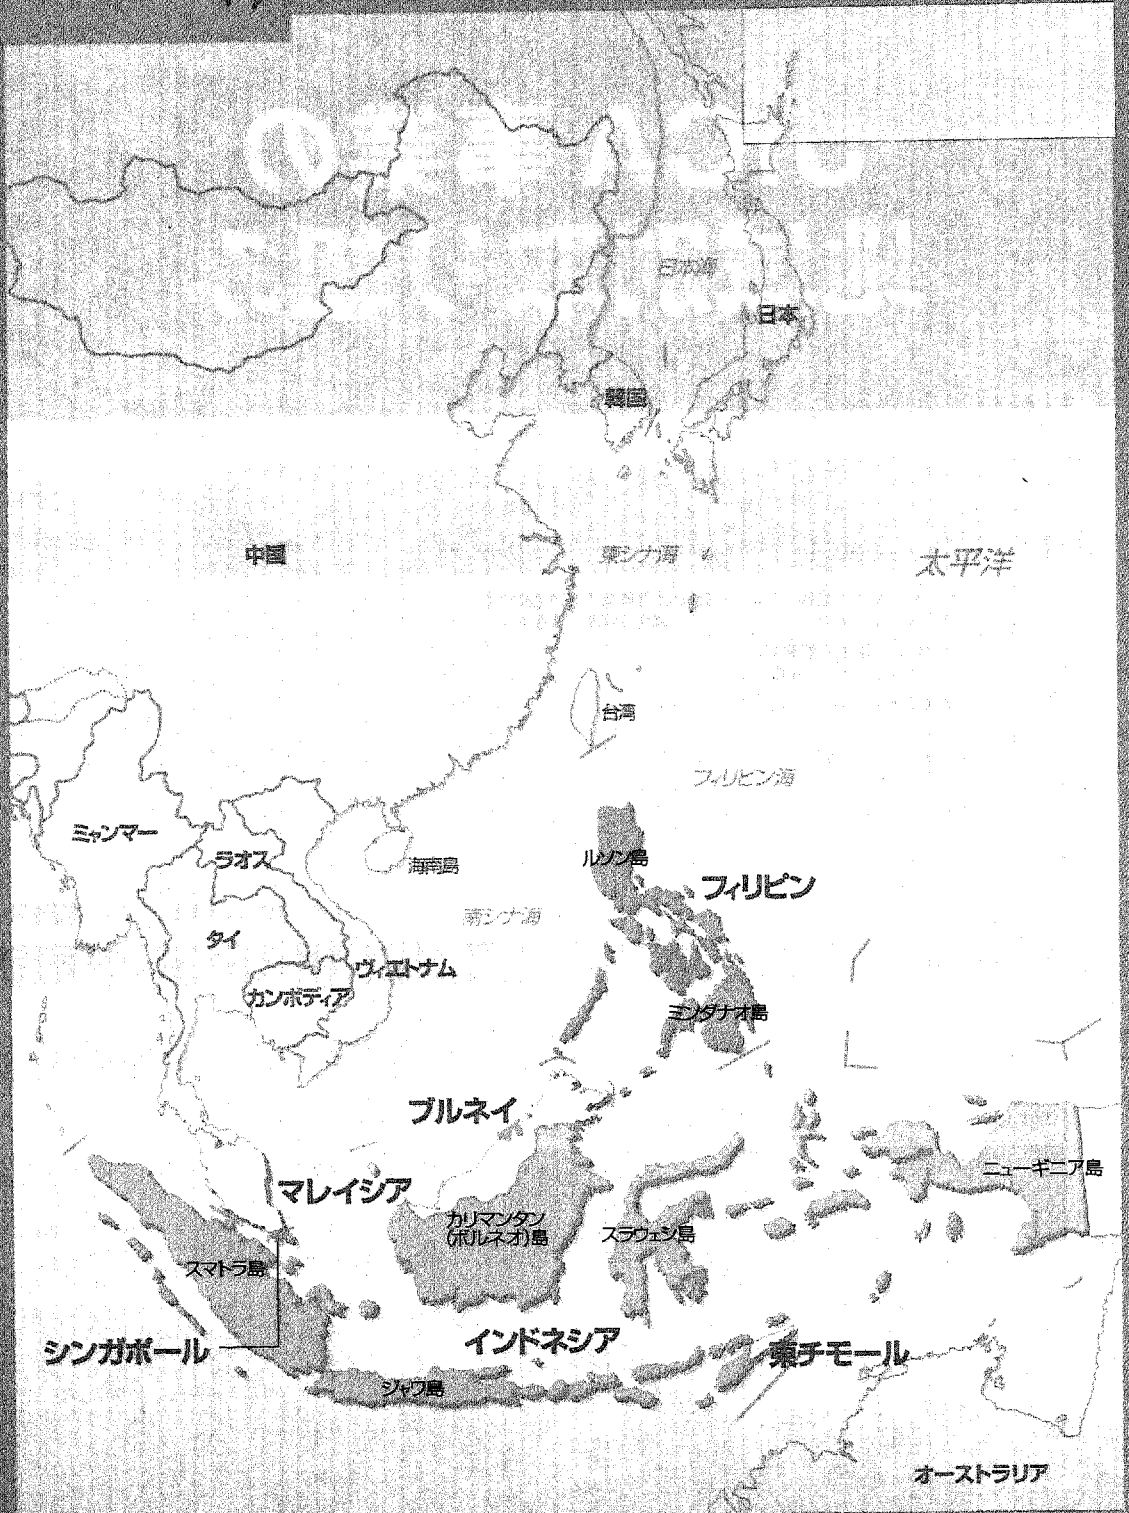 日本海
日本
韓国
中国
東シナ海
太平洋
台湾
フィリピン海
ミャンマー
ラオス
海南島
ルソン島
フィリピン
南シナ海
タイ
ヴィエトナム
カンボディア
ミンダナオ島
ブルネイ
ニューギニア島
マレイシア
カリマンタン
(ボルネオ)島
スラウェシ島
スマトラ島
シンガポール
インドネシア
東チモール
ジャワ島
オーストラリア